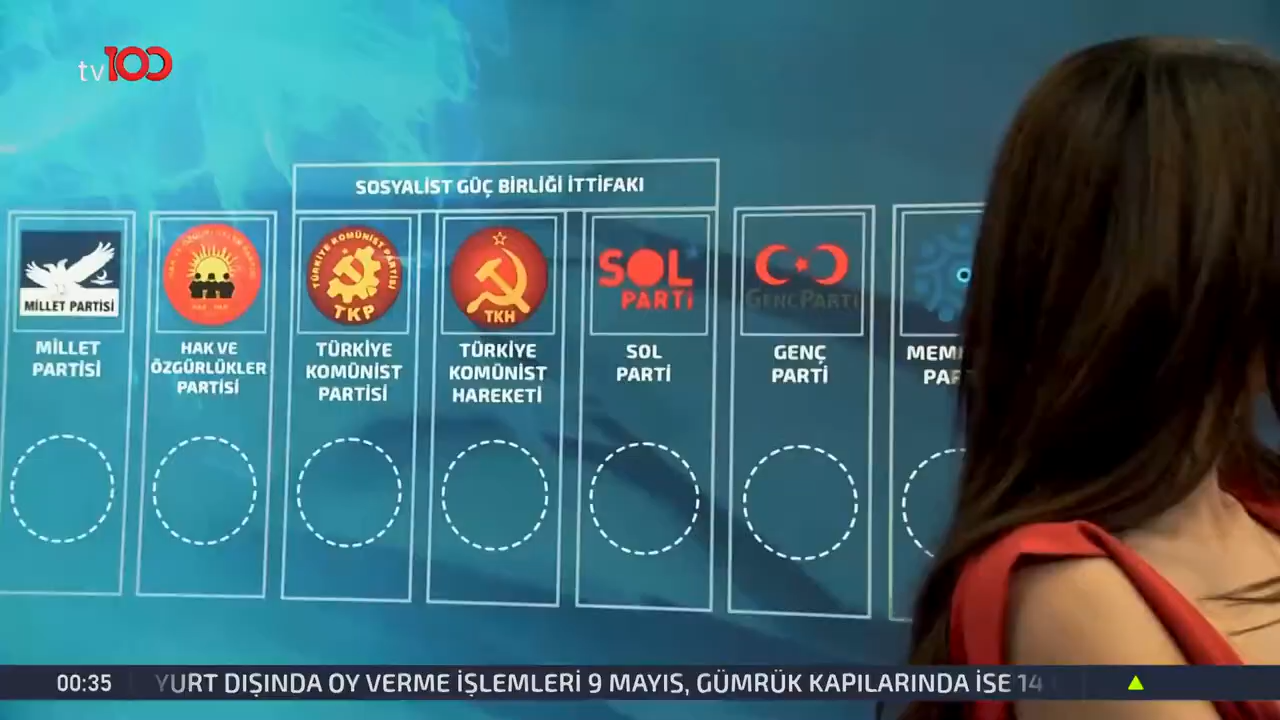 tv100
SOSYALİST GÜÇ BİRLİĞİ İTTİFAKI
MİLLET PARTİSİ
TÜRKİYE KOMÜNİST PARTİSİ
TKP
TKH
SOL
PARTİ
GENÇPARTİ
MİLLET
PARTİSİ
HAK VE
ÖZGÜRLÜKLER
PARTİSİ
TÜRKİYE
KOMÜNİST
PARTİSİ
TÜRKİYE
KOMÜNİST
HAREKETİ
SOL
PARTİ
GENÇ
PARTİ
00:35
YURT DIŞINDA OY VERME İŞLEMLERİ 9 MAYIS, GÜMRÜK KAPILARINDA İSE 14